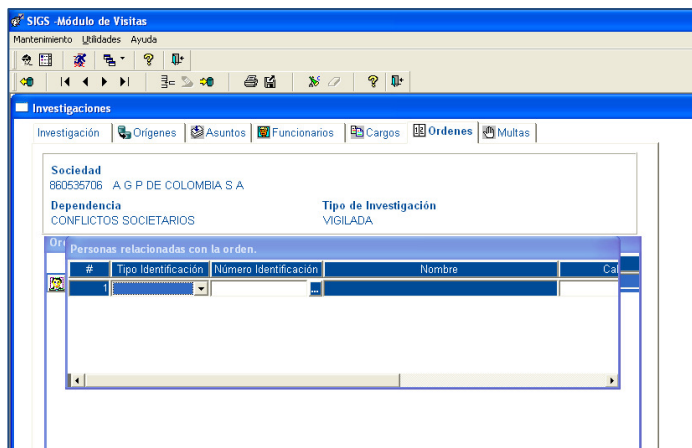 SIGS -Módulo de Visitas
Mantenimiento Utilidades Ayuda
Investigaciones
Investigación Orígenes Asuntos Funcionarios Cargos Ordenes Multas
Sociedad
860535706 A G P DE COLOMBIA S A
Dependencia Tipo de Investigación
CONFLICTOS SOCIETARIOS VIGILADA
Personas relacionadas con la orden.
# Tipo Identificación Número Identificación Nombre
1 ...